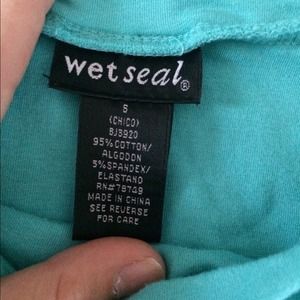 wet seal®
S
(CHICO)
BJ3920
95% COTTON/
ALGODON
5% SPANDEX/
ELASTANO
RN#78749
MADE IN CHINA
SEE REVERSE
FOR CARE